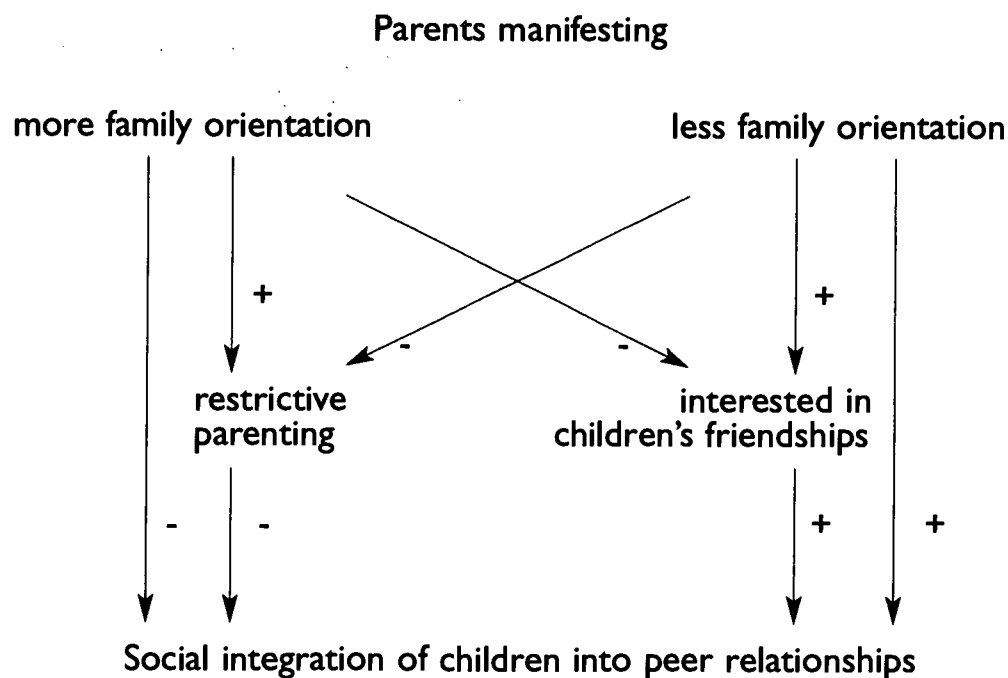 Parents manifesting
more family orientation
less family orientation
+
+
-
-
restrictive
parenting
interested in
children's friendships
-
-
+
+
Social integration of children into peer relationships